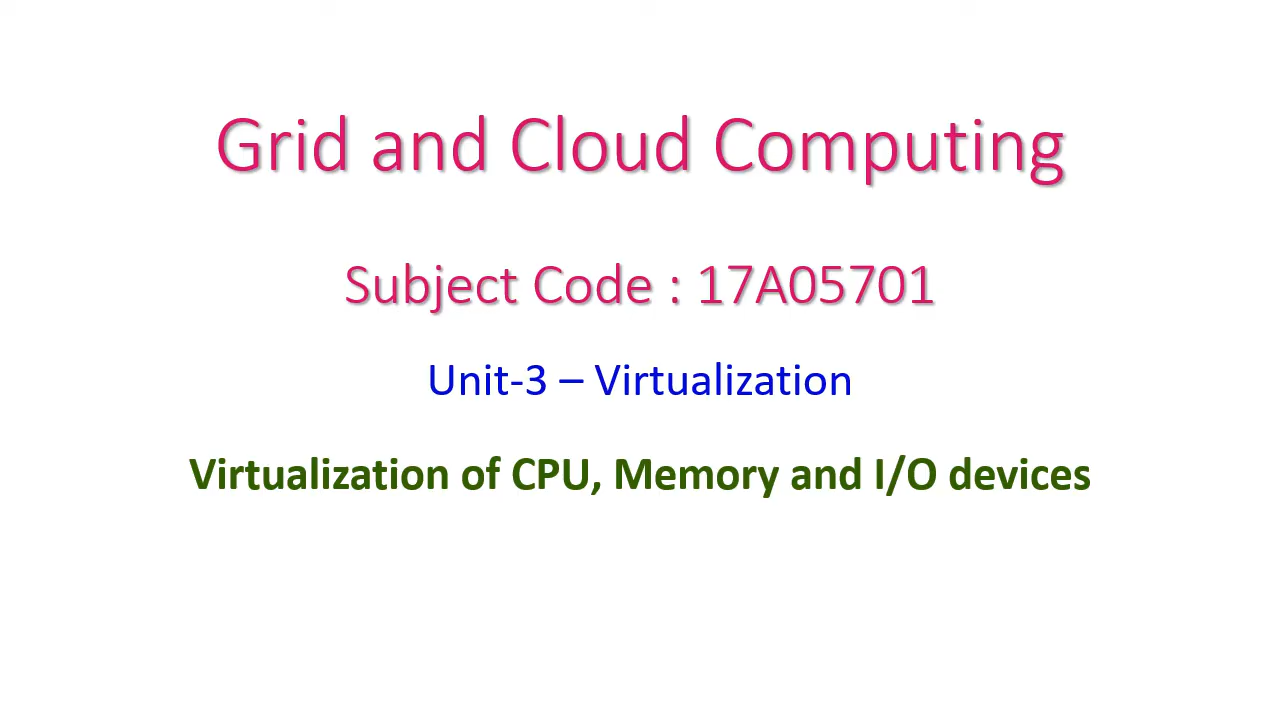 Grid and Cloud Computing
Subject Code : 17A05701
Unit-3 – Virtualization
Virtualization of CPU, Memory and I/O devices